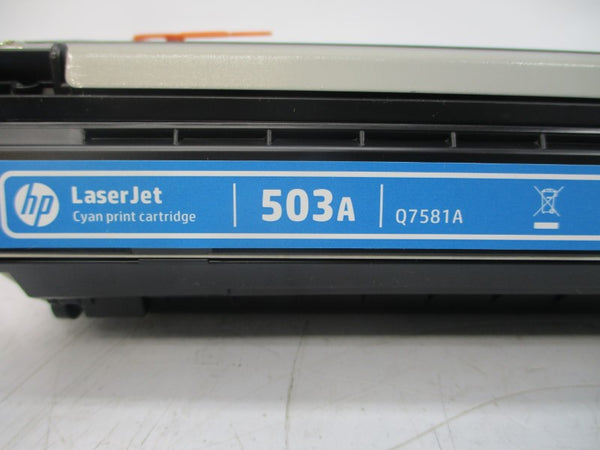 hp
LaserJet
Cyan print cartridge
503A
Q7581A